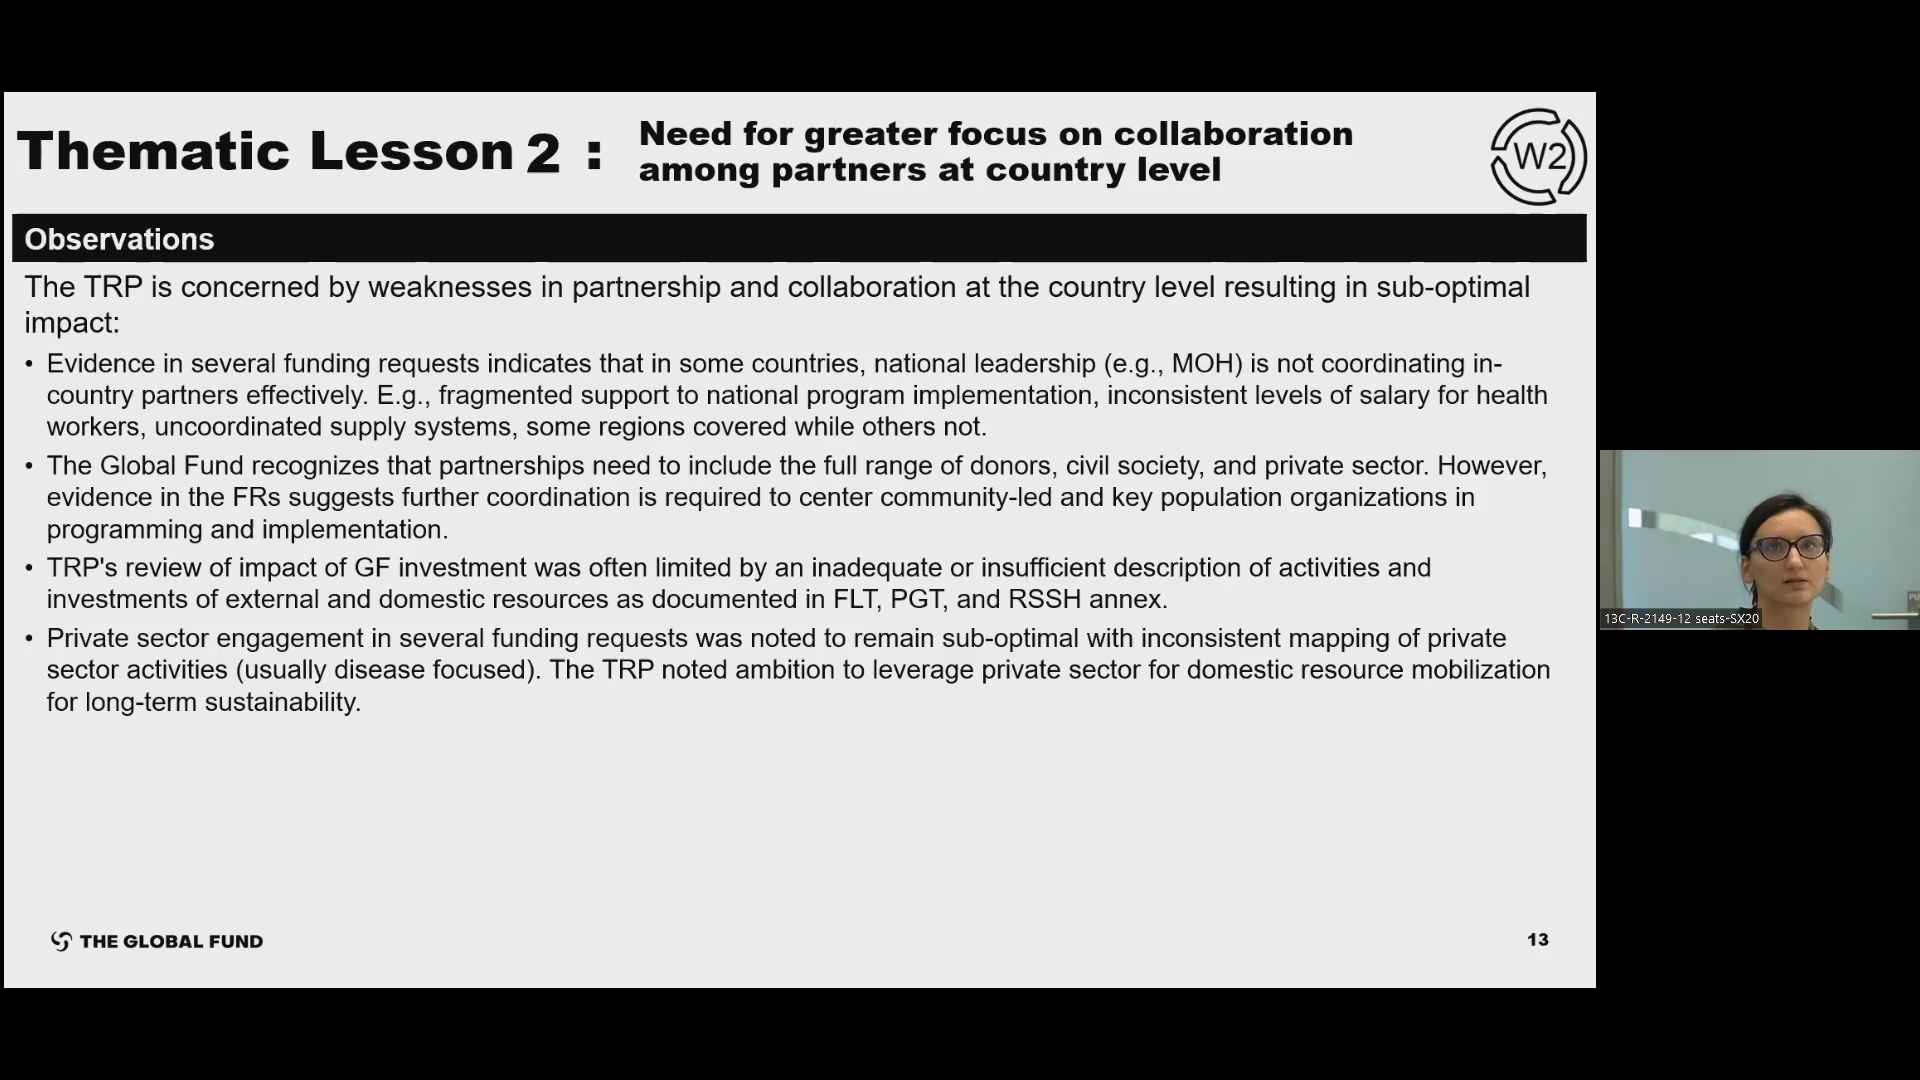 Thematic Lesson 2 :
Need for greater focus on collaboration
among partners at country level
W2
Observations
The TRP is concerned by weaknesses in partnership and collaboration at the country level resulting in sub-optimal
impact:
• Evidence in several funding requests indicates that in some countries, national leadership (e.g., MOH) is not coordinating in-
country partners effectively. E.g., fragmented support to national program implementation, inconsistent levels of salary for health
workers, uncoordinated supply systems, some regions covered while others not.
• The Global Fund recognizes that partnerships need to include the full range of donors, civil society, and private sector. However,
evidence in the FRs suggests further coordination is required to center community-led and key population organizations in
programming and implementation.
• TRP's review of impact of GF investment was often limited by an inadequate or insufficient description of activities and
investments of external and domestic resources as documented in FLT, PGT, and RSSH annex.
• Private sector engagement in several funding requests was noted to remain sub-optimal with inconsistent mapping of private
sector activities (usually disease focused). The TRP noted ambition to leverage private sector for domestic resource mobilization
for long-term sustainability.
THE GLOBAL FUND
13
13C-R-2149-12 seats-SX20